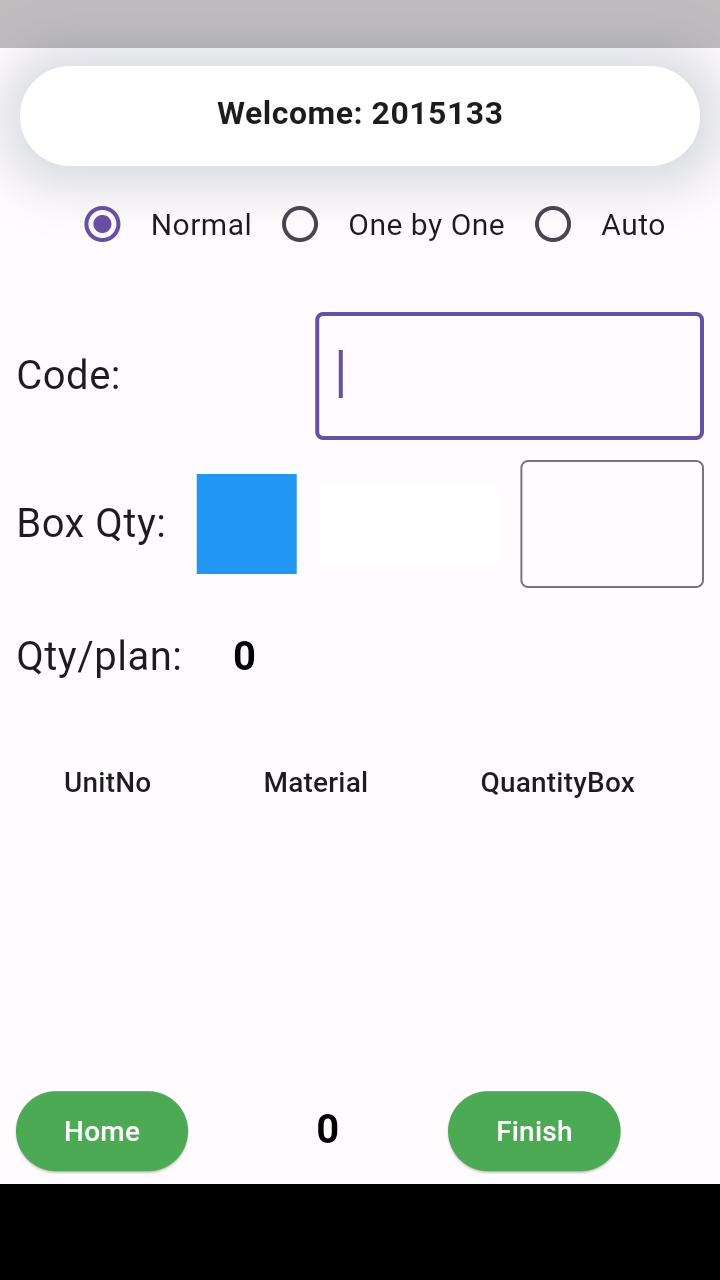 Welcome: 2015133
Normal One by One Auto
Code:
Box Qty:
Qty/plan: 0
UnitNo Material QuantityBox
Home 0 Finish